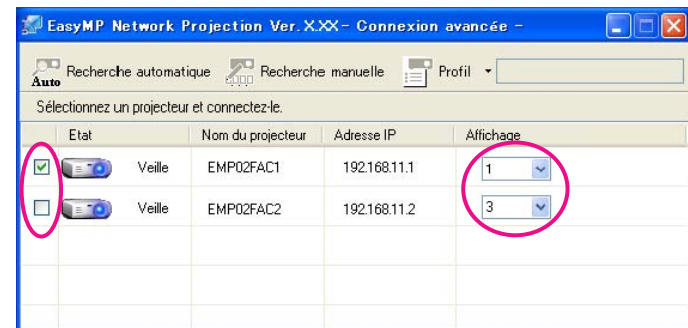 EasyMP Network Projection Ver. X.XX - Connexion avancée -
Auto Recherche automatique Recherche manuelle Profil
Sélectionnez un projecteur et connectez-le.
Etat Nom du projecteur Adresse IP Affichage
Veille EMP02FAC1 192.168.11.1 1
Veille EMP02FAC2 192.168.11.2 3